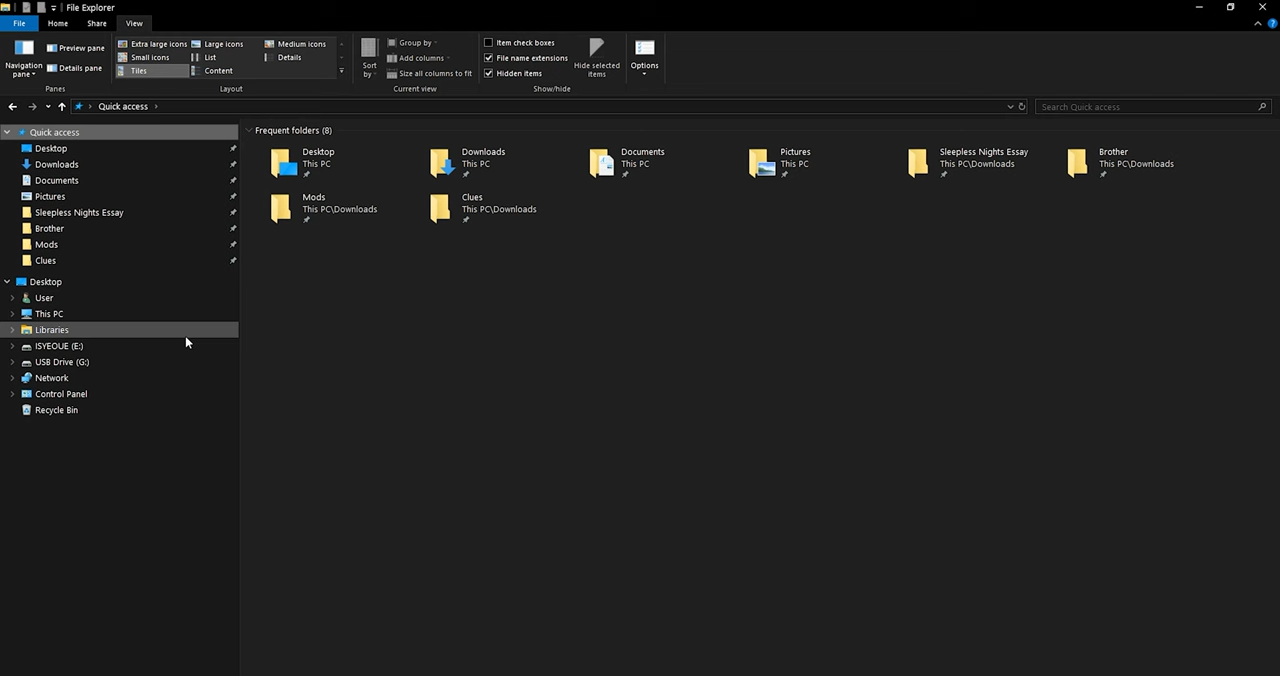 File Explorer
File Home Share View
Navigation pane
Preview pane
Details pane
Panes
Extra large icons Large icons Medium icons
Small icons List Details
Tiles Content
Layout
Sort by
Group by
Add columns
Size all columns to fit
Current view
Item check boxes
File name extensions
Hidden items
Hide selected items
Show/hide
Options
Quick access
Search Quick access
Quick access
Desktop
Downloads
Documents
Pictures
Sleepless Nights Essay
Brother
Mods
Clues
Desktop
User
This PC
Libraries
ISYEOUE (E:)
USB Drive (G:)
Network
Control Panel
Recycle Bin
Frequent folders (8)
Desktop
This PC
Downloads
This PC
Documents
This PC
Pictures
This PC
Sleepless Nights Essay
This PC\Downloads
Brother
This PC\Downloads
Mods
This PC\Downloads
Clues
This PC\Downloads